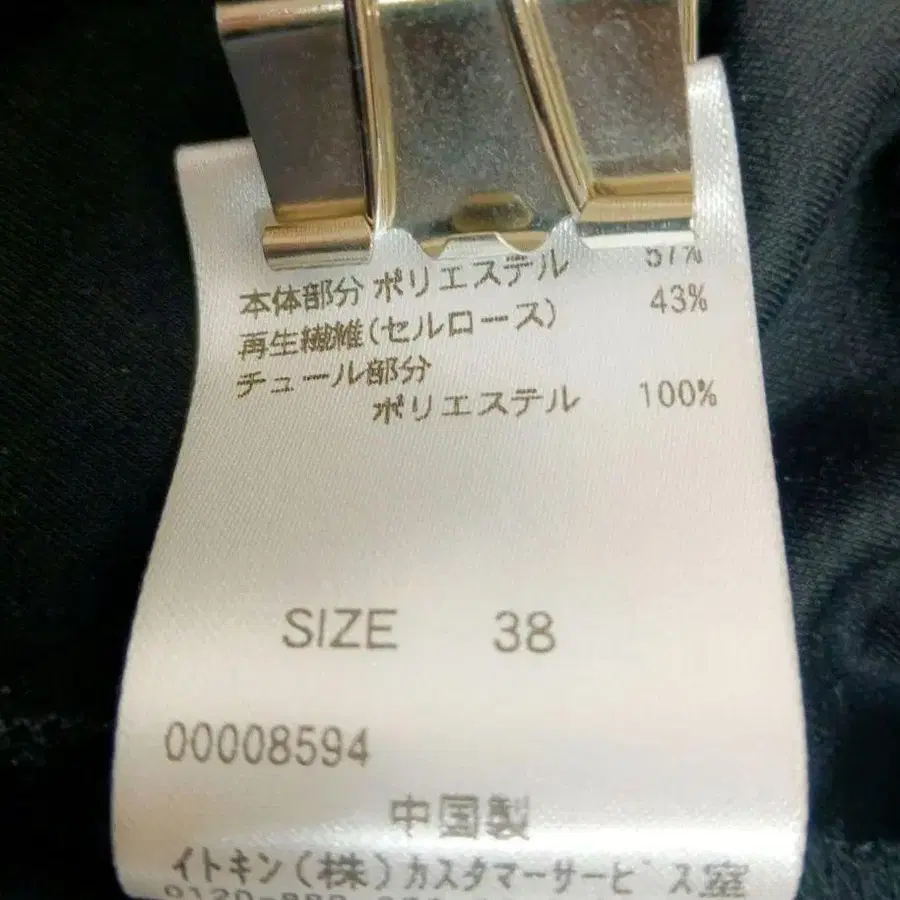 本体部分 ポリエステル 57%
再生繊維(セルロース) 43%
チュール部分
ポリエステル 100%
SIZE 38
00008594
中国製
イトキン(株)カスタマーサービス室